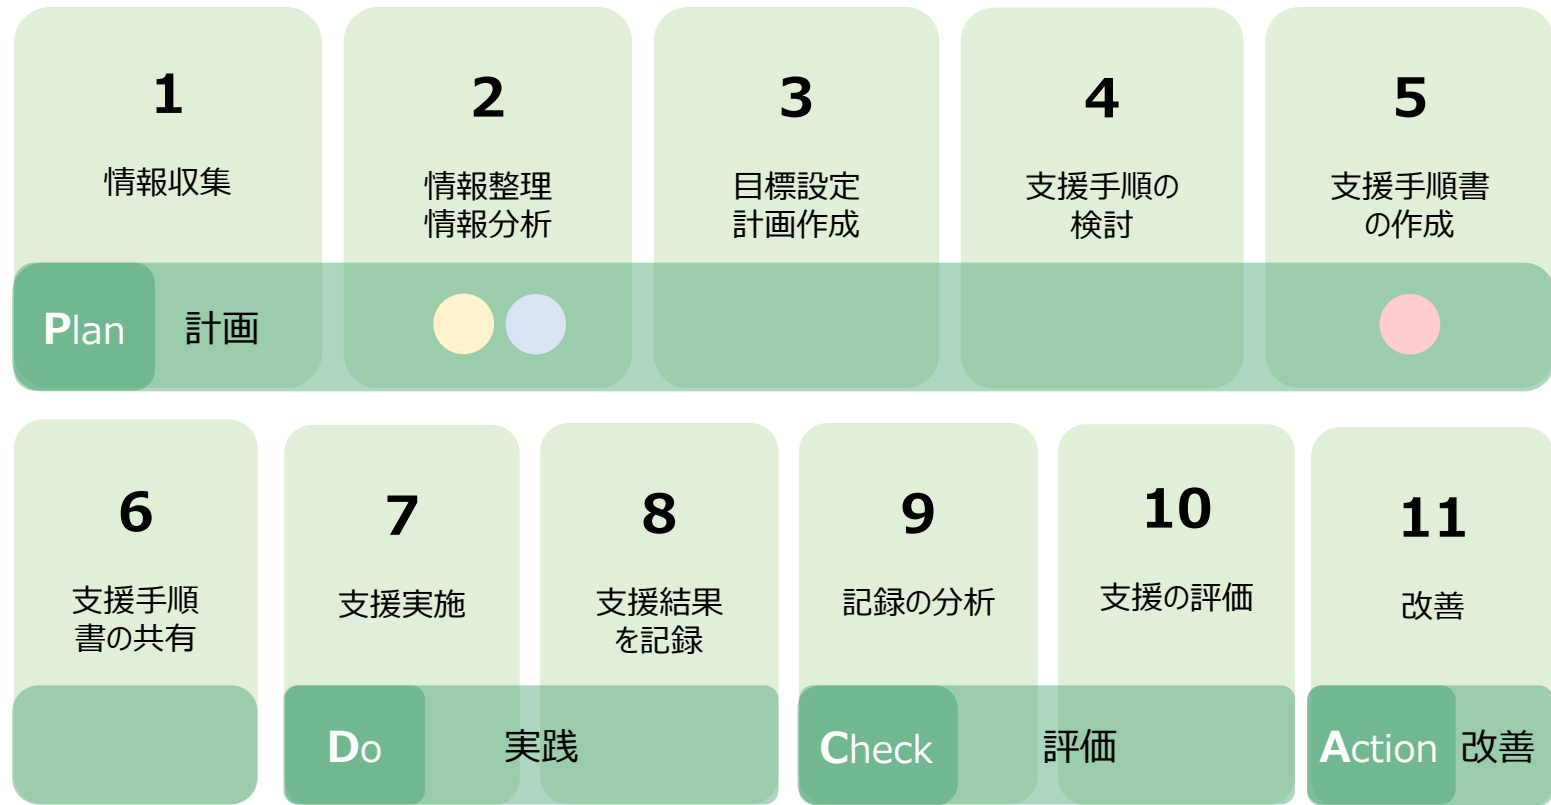 1
情報収集
2
情報整理
情報分析
3
目標設定
計画作成
4
支援手順の
検討
5
支援手順書
の作成
Plan 計画
6
支援手順
書の共有
7
支援実施
8
支援結果
を記録
9
記録の分析
10
支援の評価
11
改善
Do 実践
Check 評価
Action 改善